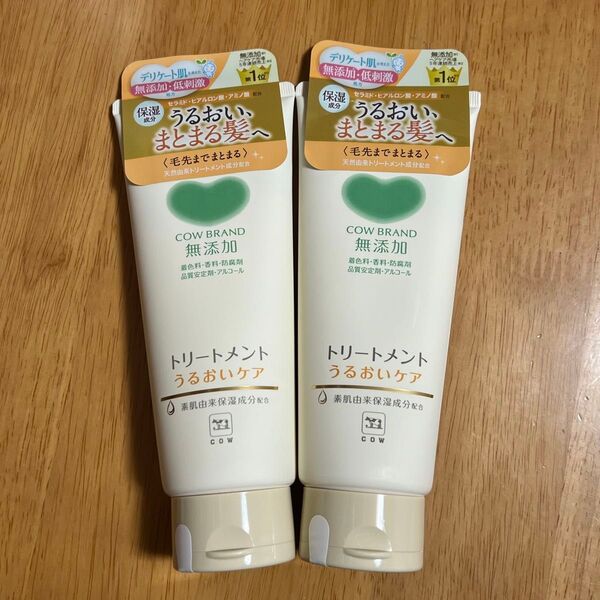 デリケート肌
無添加・低刺激
処方
第1位
保湿
成分
セラミド・ヒアルロン酸・アミノ酸 配合
うるおい、
まとまる髪へ
〈毛先までまとまる〉
天然由来トリートメント成分配合
COW BRAND
無添加
着色料・香料・防腐剤
品質安定剤・アルコール
トリートメント
うるおいケア
素肌由来保湿成分配合
COW
デリケート肌
無添加・低刺激
処方
第1位
保湿
成分
セラミド・ヒアルロン酸・アミノ酸 配合
うるおい、
まとまる髪へ
〈毛先までまとまる〉
天然由来トリートメント成分配合
COW BRAND
無添加
着色料・香料・防腐剤
品質安定剤・アルコール
トリートメント
うるおいケア
素肌由来保湿成分配合
COW